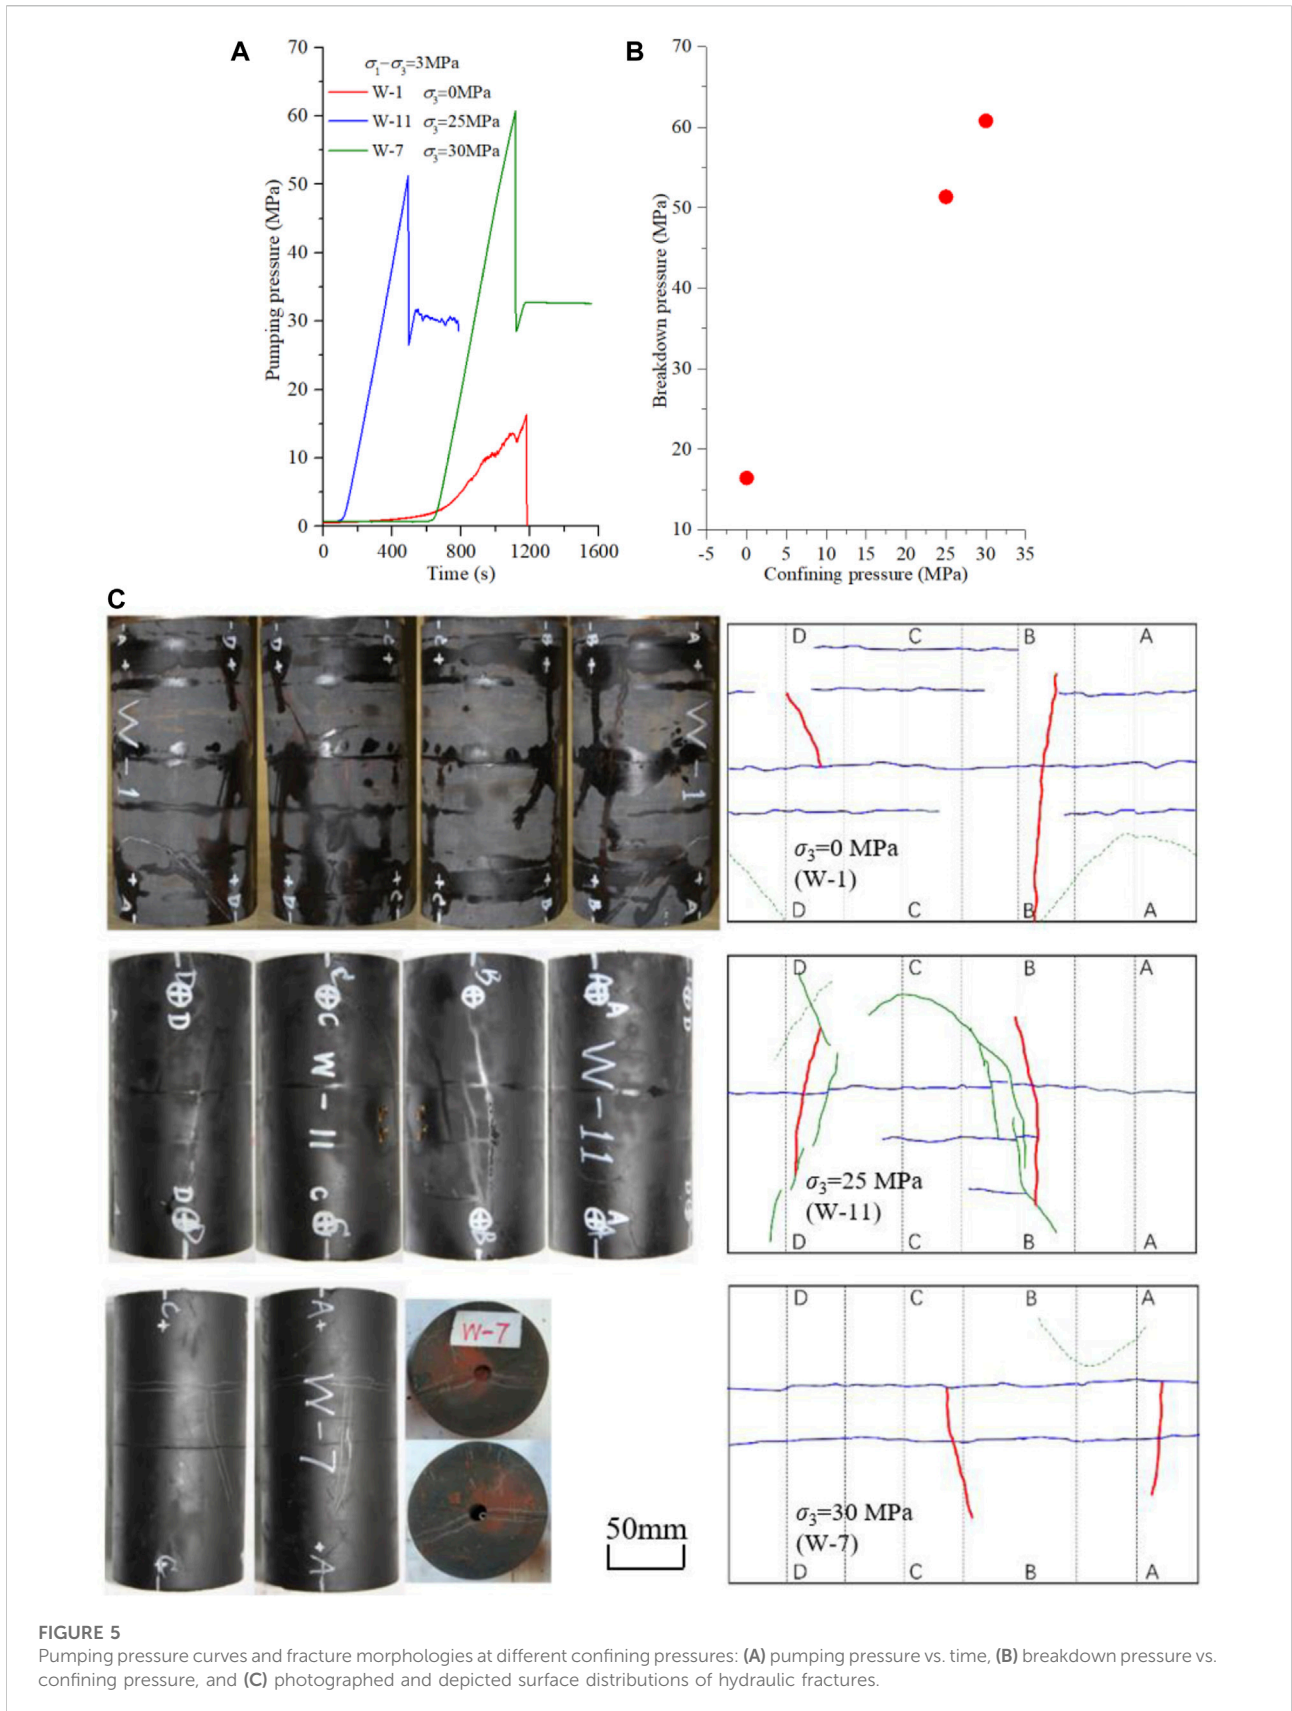 A
70
60
50
40
30
20
10
0
Pumping pressure (MPa)
σ₁−σ₃=3MPa
W-1 σ₃=0MPa
W-11 σ₃=25MPa
W-7 σ₃=30MPa
0 400 800 1200 1600
Time (s)
B
70
60
50
40
30
20
10
Breakdown pressure (MPa)
-5 0 5 10 15 20 25 30 35
Confining pressure (MPa)
C
-A D- -D C- -C B- -B A-
W-1 W-1
A- D- -D C- -C B -B A-
D C B A
σ₃=0 MPa
(W-1)
D C B A
D C B A A D
W-11 W-11
D C B A A
D C B A
σ₃=25 MPa
(W-11)
D C B A
C+ A+
W-7
W-7
C +A
50mm
D C B A
σ₃=30 MPa
(W-7)
D C B A
FIGURE 5
Pumping pressure curves and fracture morphologies at different confining pressures: (A) pumping pressure vs. time, (B) breakdown pressure vs.
confining pressure, and (C) photographed and depicted surface distributions of hydraulic fractures.